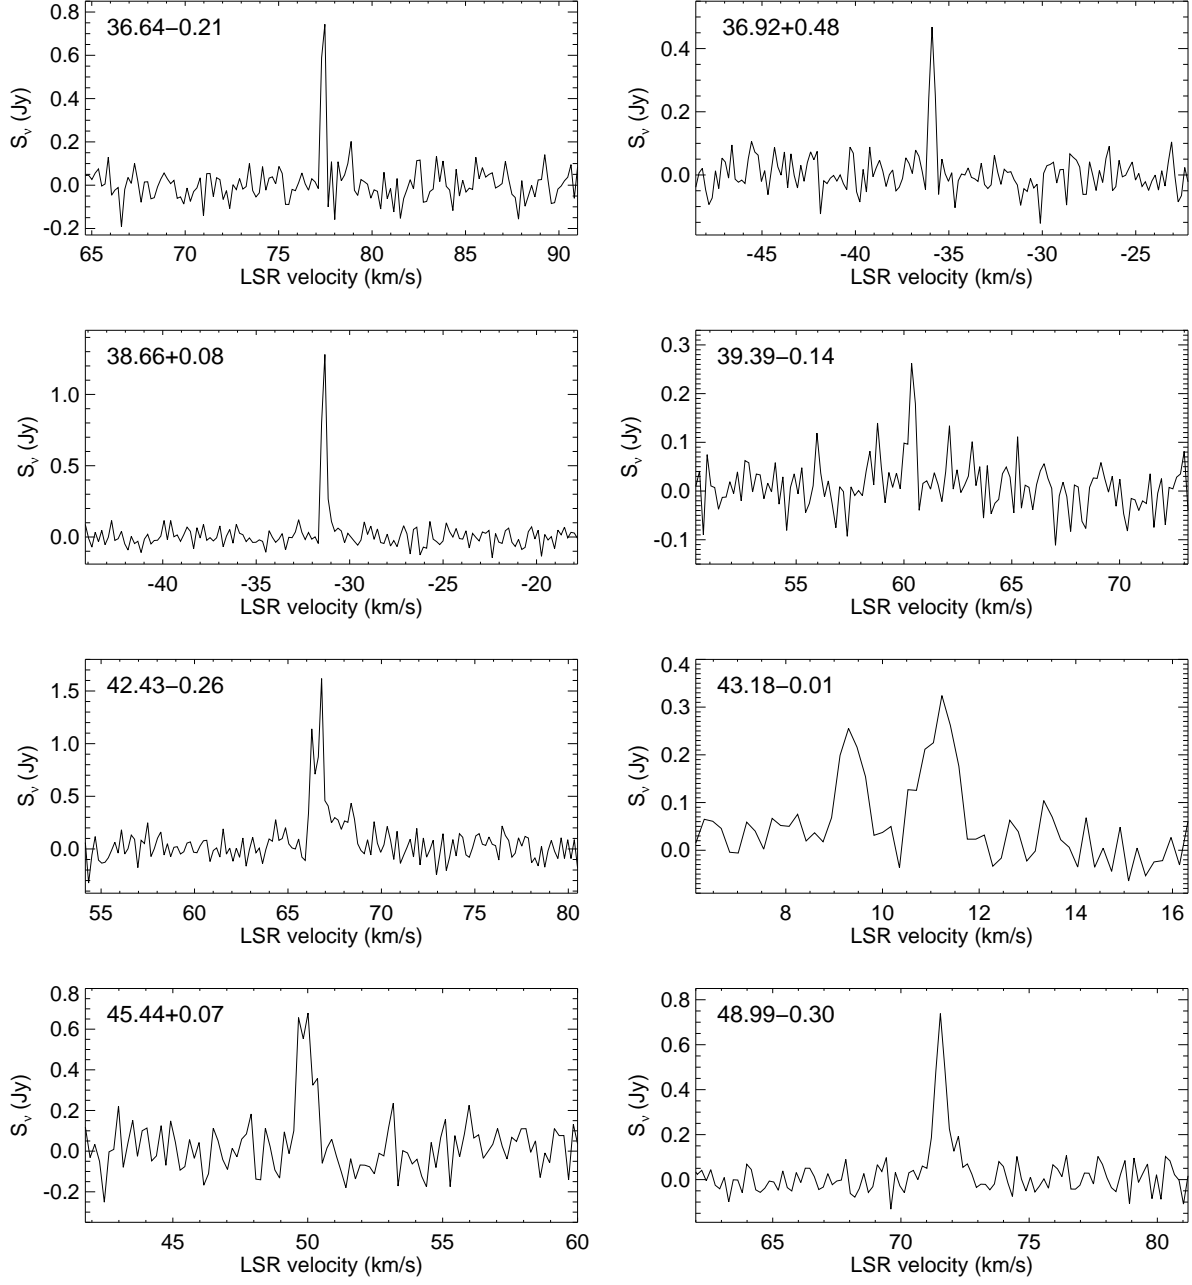 36.64−0.21
S_ν (Jy)
0.8
0.6
0.4
0.2
0.0
-0.2
65 70 75 80 85 90
LSR velocity (km/s)
36.92+0.48
S_ν (Jy)
0.4
0.2
0.0
-45 -40 -35 -30 -25
LSR velocity (km/s)
38.66+0.08
S_ν (Jy)
1.0
0.5
0.0
-40 -35 -30 -25 -20
LSR velocity (km/s)
39.39−0.14
S_ν (Jy)
0.3
0.2
0.1
0.0
-0.1
55 60 65 70
LSR velocity (km/s)
42.43−0.26
S_ν (Jy)
1.5
1.0
0.5
0.0
55 60 65 70 75 80
LSR velocity (km/s)
43.18−0.01
S_ν (Jy)
0.4
0.3
0.2
0.1
0.0
8 10 12 14 16
LSR velocity (km/s)
45.44+0.07
S_ν (Jy)
0.8
0.6
0.4
0.2
0.0
-0.2
45 50 55 60
LSR velocity (km/s)
48.99−0.30
S_ν (Jy)
0.8
0.6
0.4
0.2
0.0
65 70 75 80
LSR velocity (km/s)